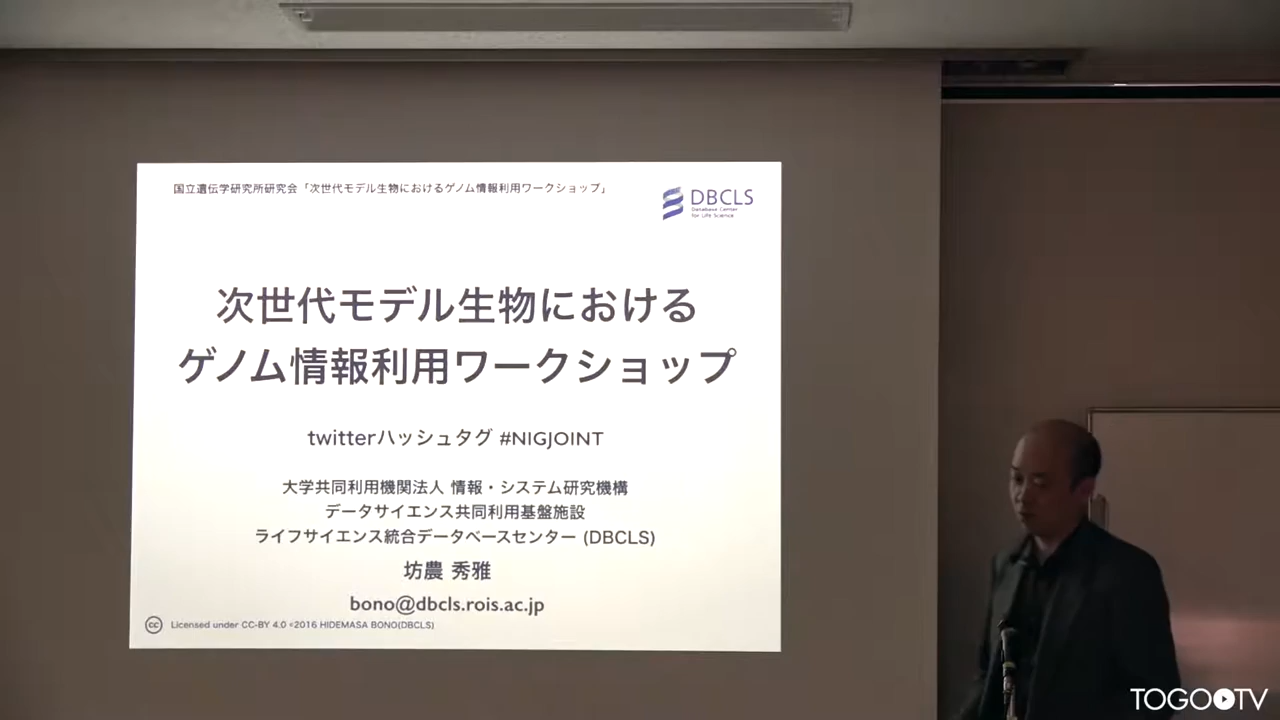 国立遺伝学研究所研究会「次世代モデル生物におけるゲノム情報利用ワークショップ」
DBCLS
Database Center
for Life Science
次世代モデル生物における
ゲノム情報利用ワークショップ
twitterハッシュタグ #NIGJOINT
大学共同利用機関法人 情報・システム研究機構
データサイエンス共同利用基盤施設
ライフサイエンス統合データベースセンター (DBCLS)
坊農 秀雅
bono@dbcls.rois.ac.jp
cc Licensed under CC-BY 4.0 ©2016 HIDEMASA BONO(DBCLS)
TOGOTV